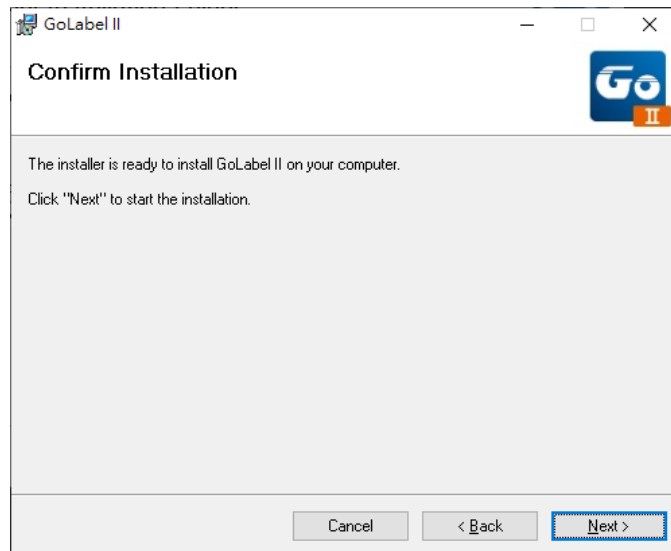 GoLabel II
Confirm Installation
Go
II
The installer is ready to install GoLabel II on your computer.
Click "Next" to start the installation.
Cancel
< Back
Next >